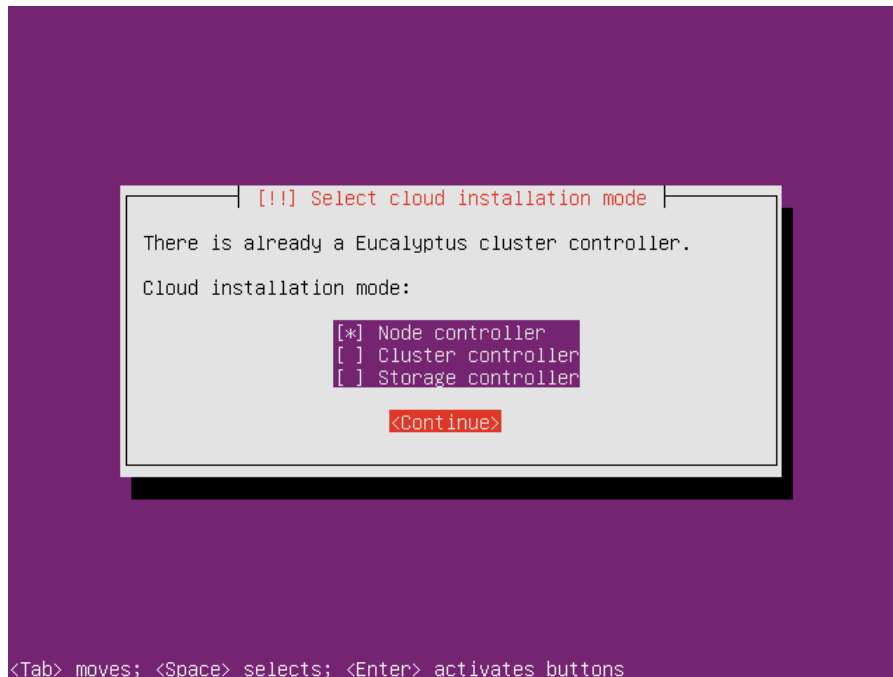 [!!] Select cloud installation mode
There is already a Eucalyptus cluster controller.
Cloud installation mode:
[*] Node controller
[ ] Cluster controller
[ ] Storage controller
<Continue>
<Tab> moves; <Space> selects; <Enter> activates buttons